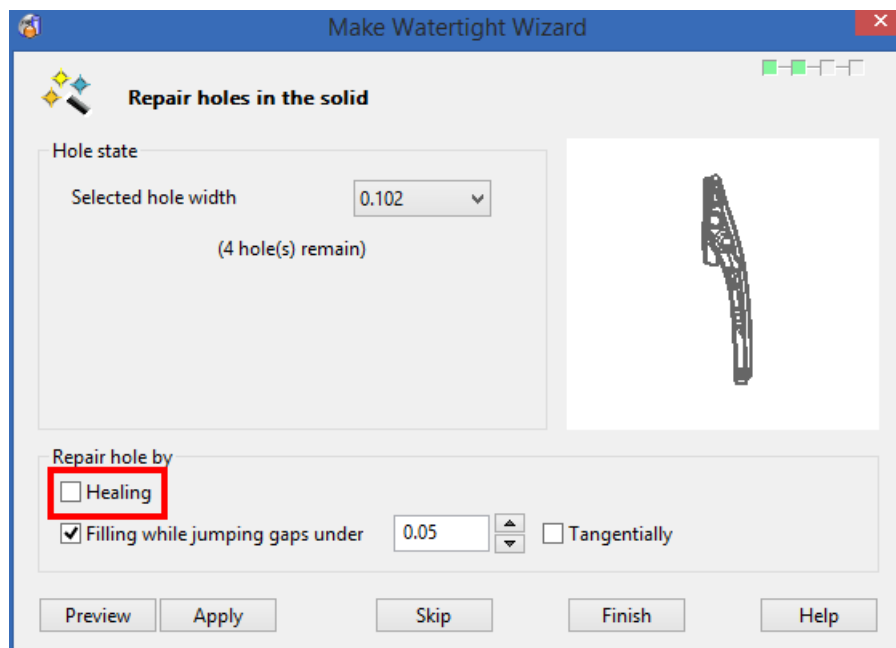 Make Watertight Wizard
Repair holes in the solid
Hole state
Selected hole width 0.102
(4 hole(s) remain)
Repair hole by
Healing
Filling while jumping gaps under 0.05 Tangentially
Preview Apply Skip Finish Help